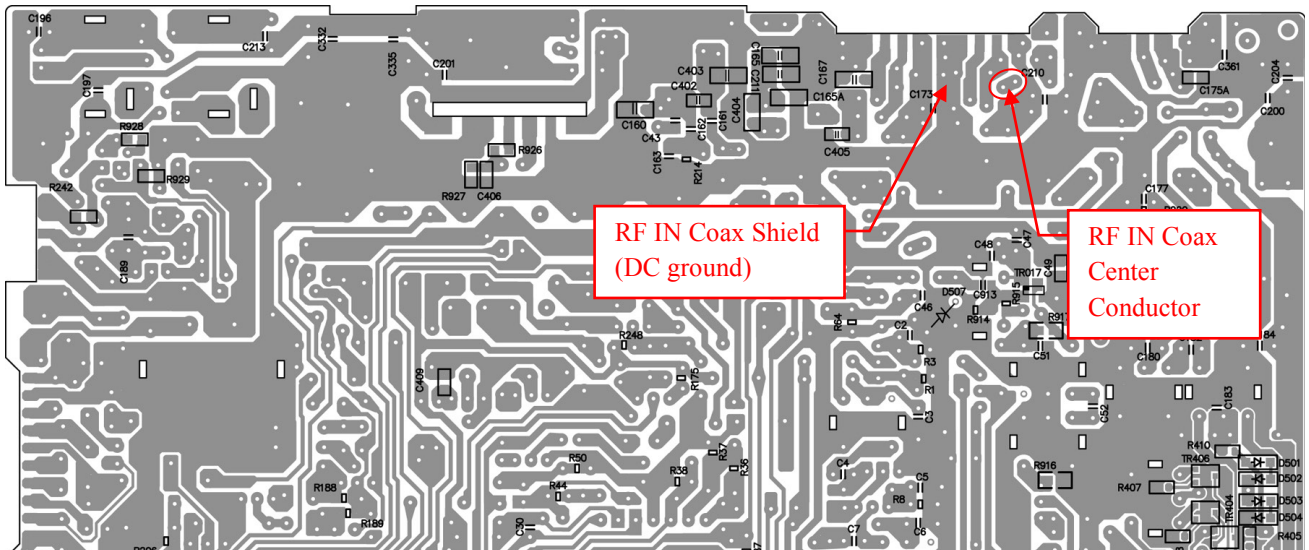 C196
C213
C332
C335
C201
C197
R928
R929
R242
C189
R926
R927
C406
C403
C402
C160
C43
C162
C161
C163
R214
C404
C165
C211
C165A
C167
C405
C173
C210
C361
C175A
C204
C200
C177
RF IN Coax Shield
(DC ground)
RF IN Coax
Center
Conductor
C48
C47
C49
TR017
C913
R915
R914
R917
D507
C46
R64
C2
R3
R1
C3
C51
C180
C52
C183
R248
R175
C409
R50
R44
R37
R36
R38
R188
R189
C30
C4
C5
R8
C6
C7
R916
R410
TR406
R407
TR404
D501
D502
D503
D504
R405